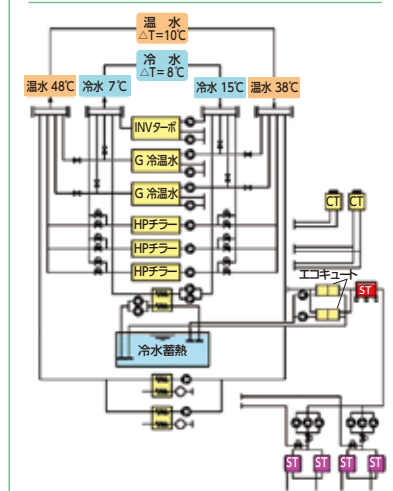 温 水
△T=10℃
冷 水
△T=8℃
温水 48℃
冷水 7℃
冷水 15℃
温水 38℃
INVターボ
G 冷温水
G 冷温水
HPチラー
HPチラー
HPチラー
CT
CT
エコキュート
ST
冷水蓄熱
ST
ST
ST
ST